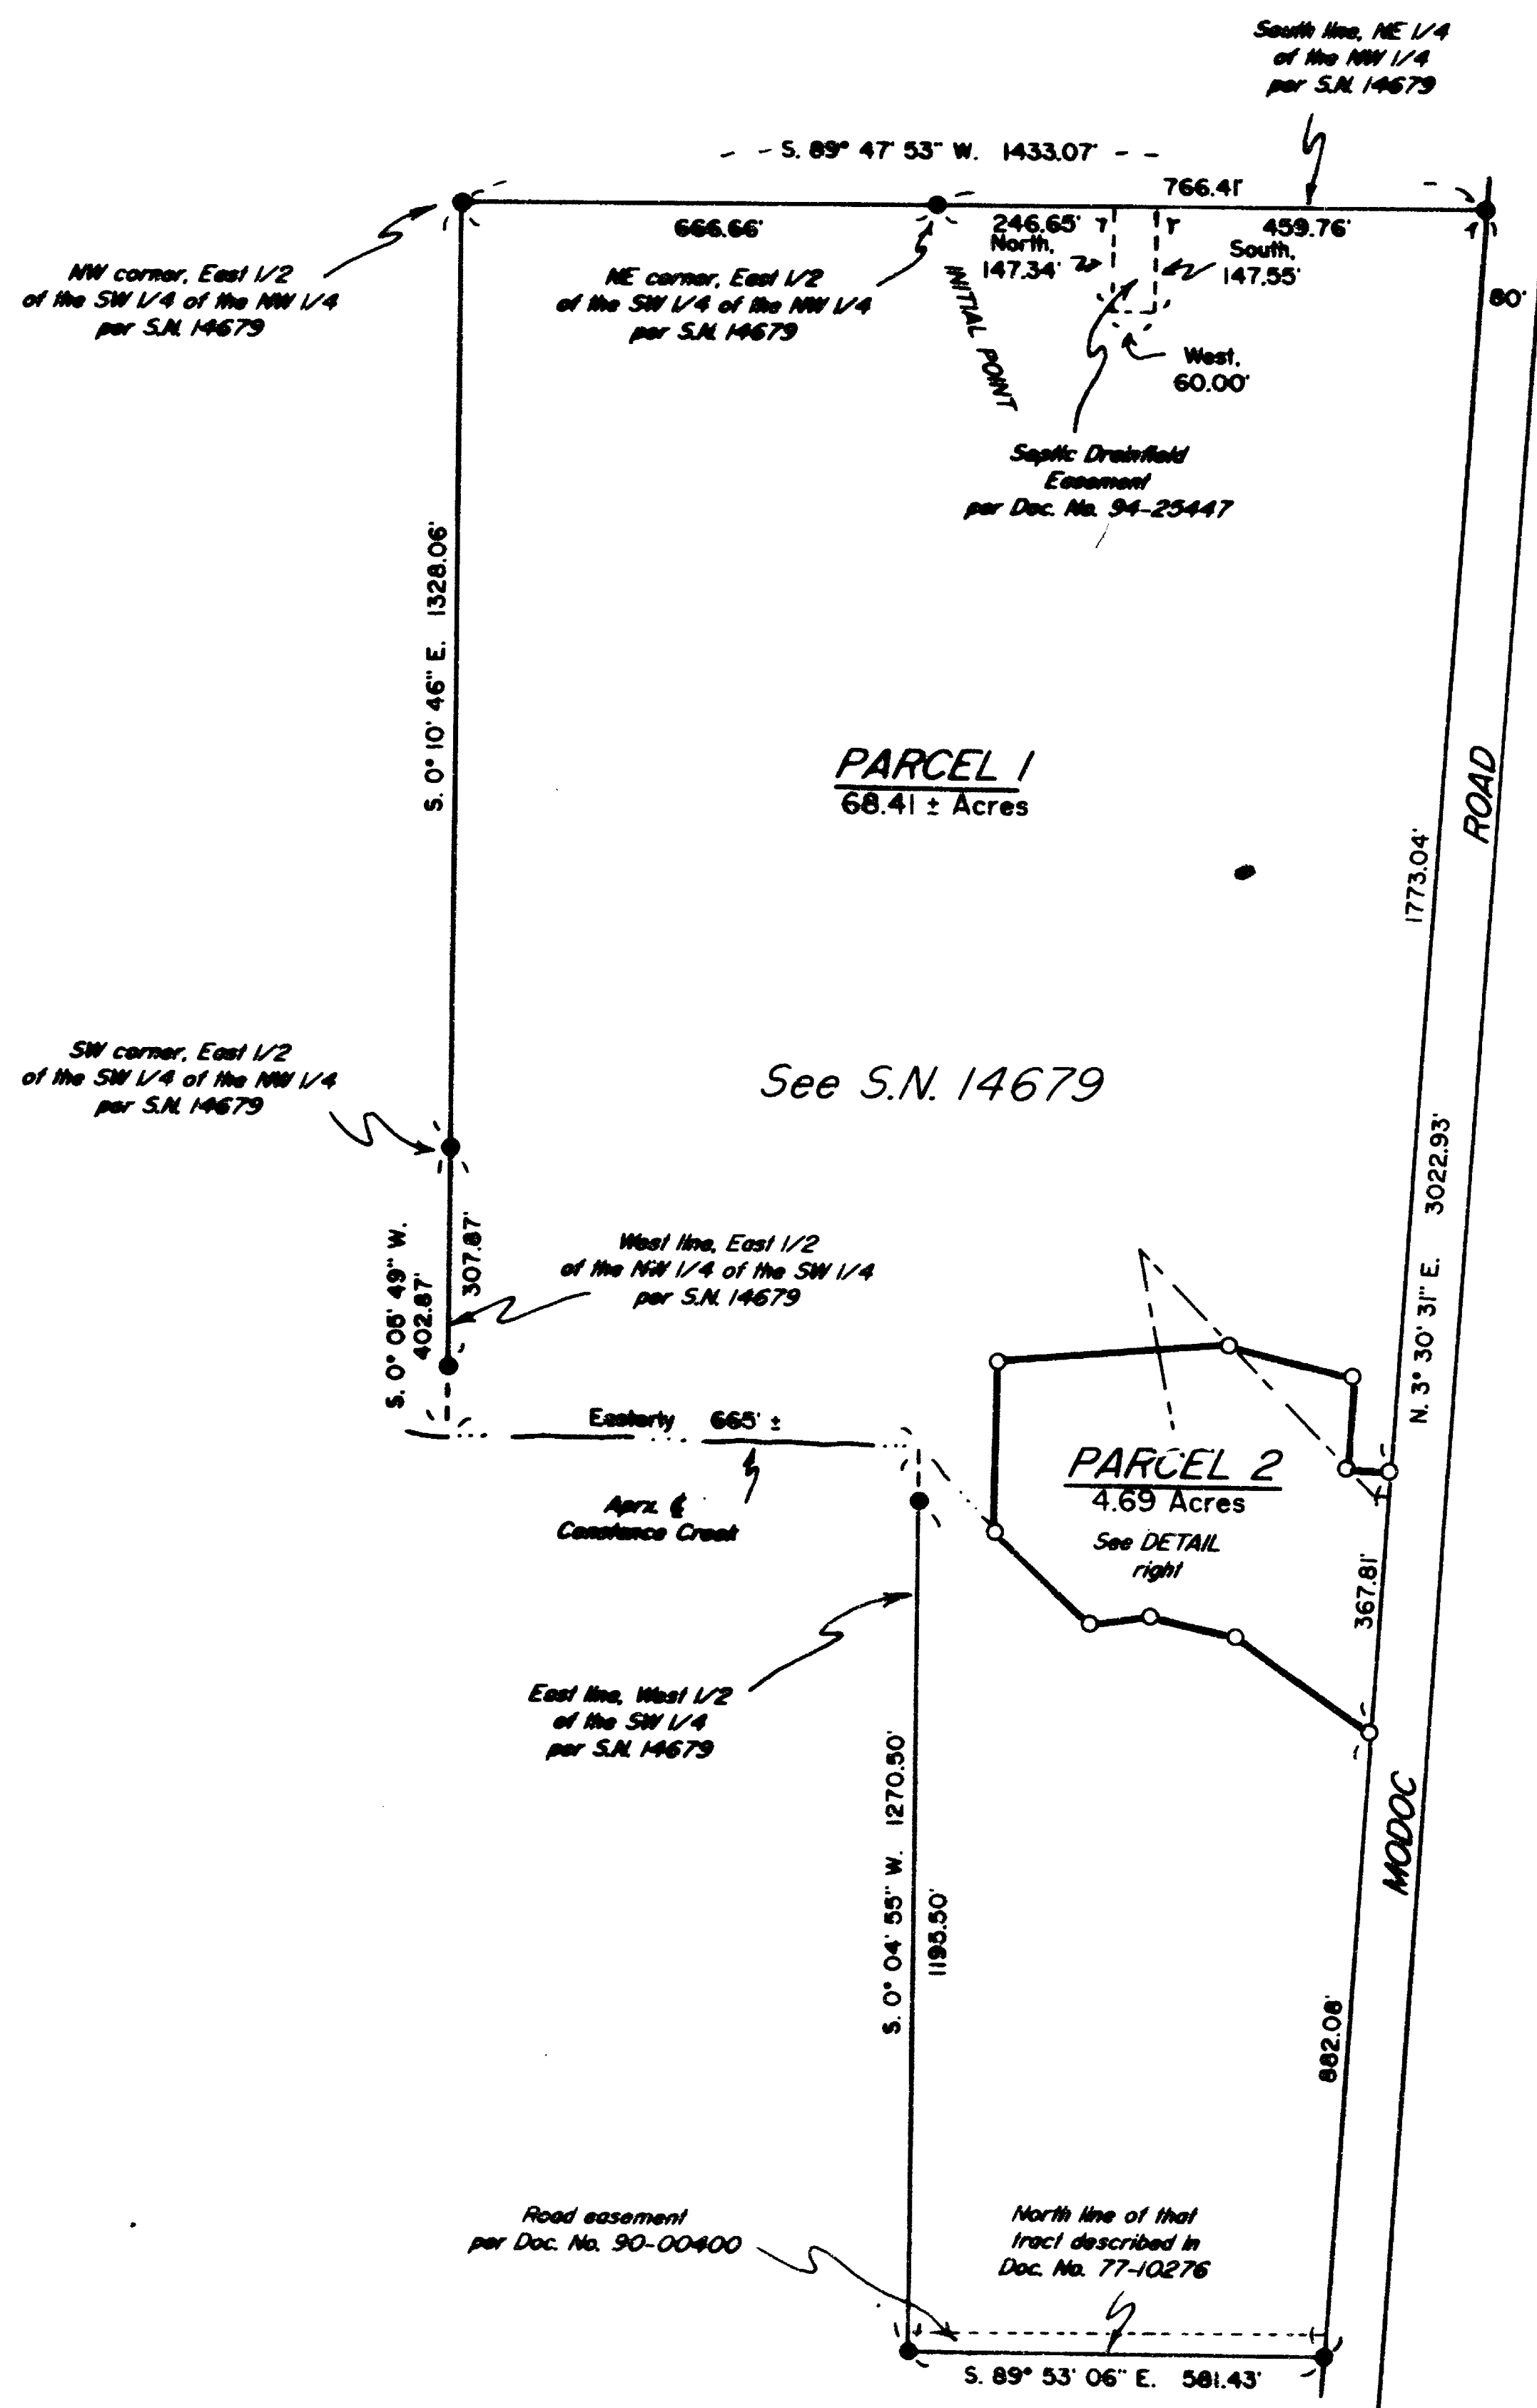 South line, NE 1/4
of the NW 1/4
per S.N. 14679
S. 89° 47' 53" W. 1433.07'
766.41'
666.66'
246.65'
459.76'
North,
147.34'
South,
147.55'
80'
NW corner, East 1/2
of the SW 1/4 of the NW 1/4
per S.N. 14679
NE corner, East 1/2
of the SW 1/4 of the NW 1/4
per S.N. 14679
INITIAL POINT
West,
60.00'
Septic Drainfield
Easement
per Doc. No. 94-25447
S. 0° 10' 46" E. 1328.06'
PARCEL 1
68.41 ± Acres
ROAD
1773.04'
SW corner, East 1/2
of the SW 1/4 of the NW 1/4
per S.N. 14679
See S.N. 14679
N. 3° 30' 31" E. 3022.93'
S. 0° 05' 49" W.
402.87'
307.87'
West line, East 1/2
of the NW 1/4 of the SW 1/4
per S.N. 14679
Easterly 665' ±
Aprx. ℄
Constance Creek
PARCEL 2
4.69 Acres
See DETAIL
right
367.81'
East line, West 1/2
of the SW 1/4
per S.N. 14679
S. 0° 04' 55" W. 1270.50'
1195.50'
MODOC
882.08'
Road easement
per Doc. No. 90-00400
North line of that
tract described in
Doc. No. 77-10276
S. 89° 53' 06" E. 581.43'